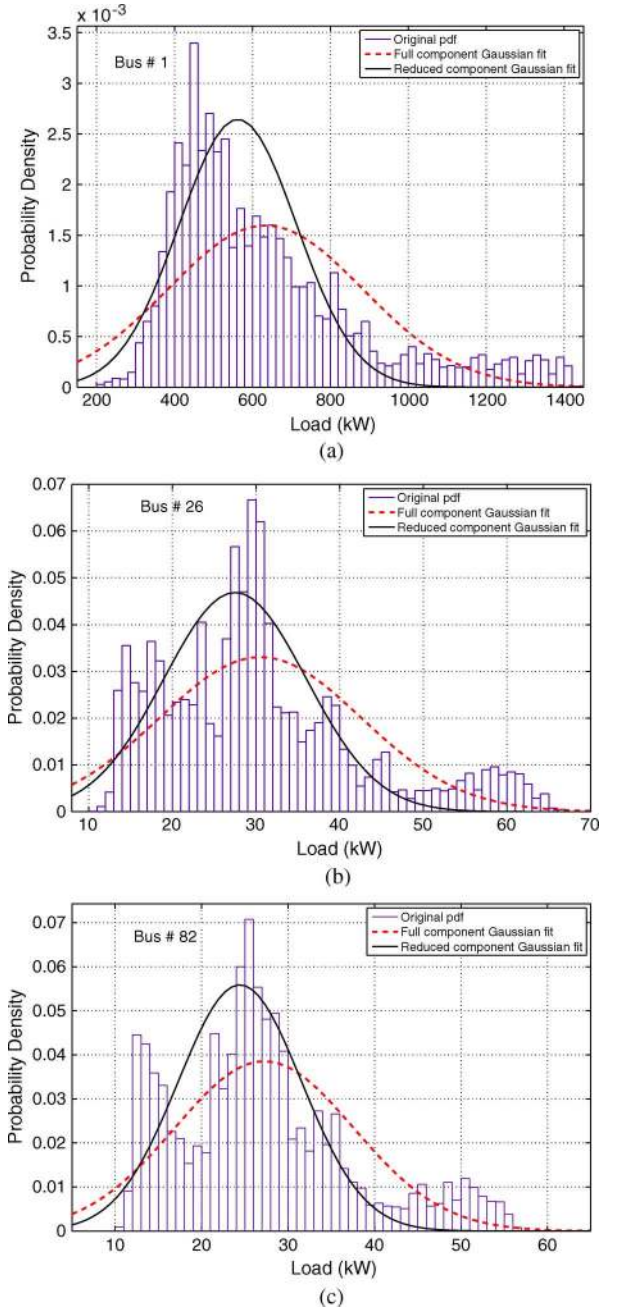 x 10⁻³
Bus # 1
Original pdf
Full component Gaussian fit
Reduced component Gaussian fit
3.5
3
2.5
2
1.5
1
0.5
0
Probability Density
200 400 600 800 1000 1200 1400
Load (kW)
(a)
Bus # 26
Original pdf
Full component Gaussian fit
Reduced component Gaussian fit
0.07
0.06
0.05
0.04
0.03
0.02
0.01
0
Probability Density
10 20 30 40 50 60 70
Load (kW)
(b)
Bus # 82
Original pdf
Full component Gaussian fit
Reduced component Gaussian fit
0.07
0.06
0.05
0.04
0.03
0.02
0.01
0
Probability Density
10 20 30 40 50 60
Load (kW)
(c)